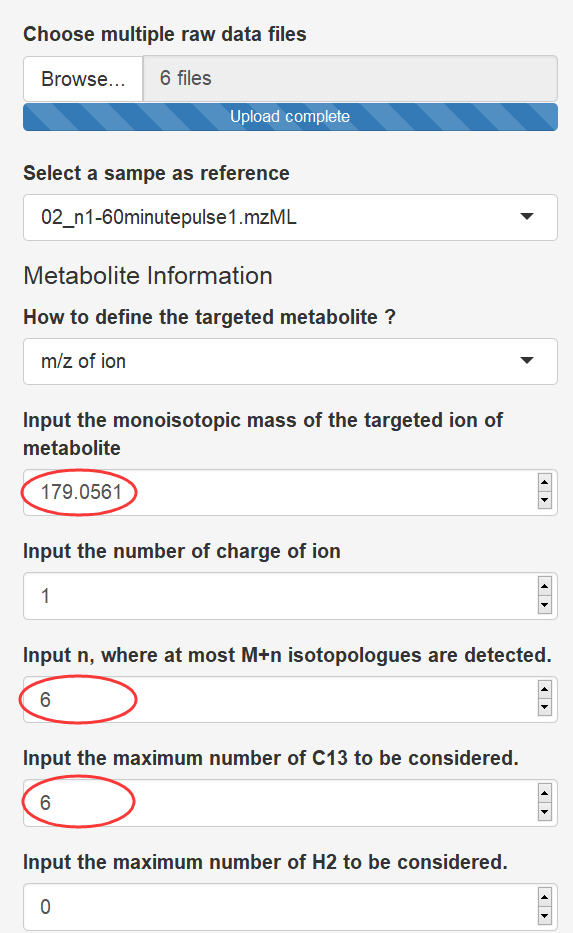 Choose multiple raw data files
Browse... 6 files
Upload complete
Select a sampe as reference
02_n1-60minutepulse1.mzML
Metabolite Information
How to define the targeted metabolite ?
m/z of ion
Input the monoisotopic mass of the targeted ion of
metabolite
179.0561
Input the number of charge of ion
1
Input n, where at most M+n isotopologues are detected.
6
Input the maximum number of C13 to be considered.
6
Input the maximum number of H2 to be considered.
0